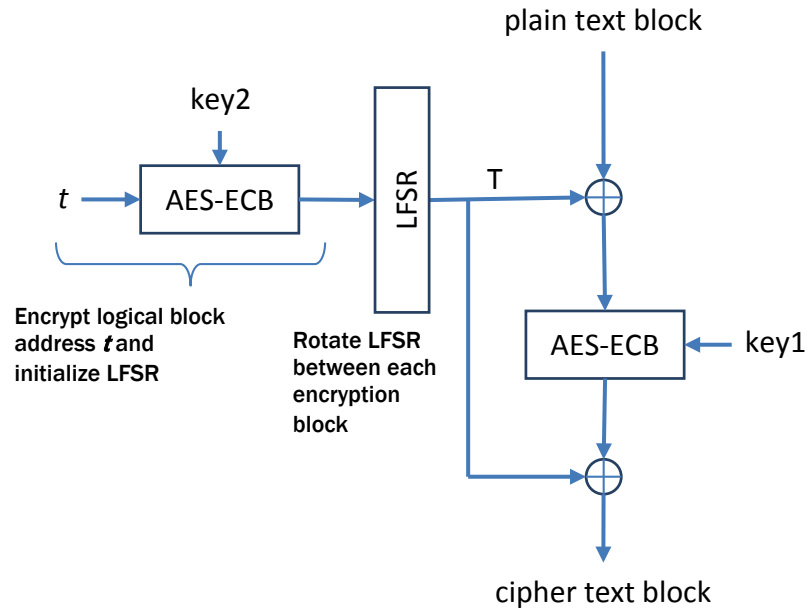 plain text block
key2
t
AES-ECB
LFSR
T
Encrypt logical block
address t and
initialize LFSR
Rotate LFSR
between each
encryption
block
AES-ECB
key1
cipher text block